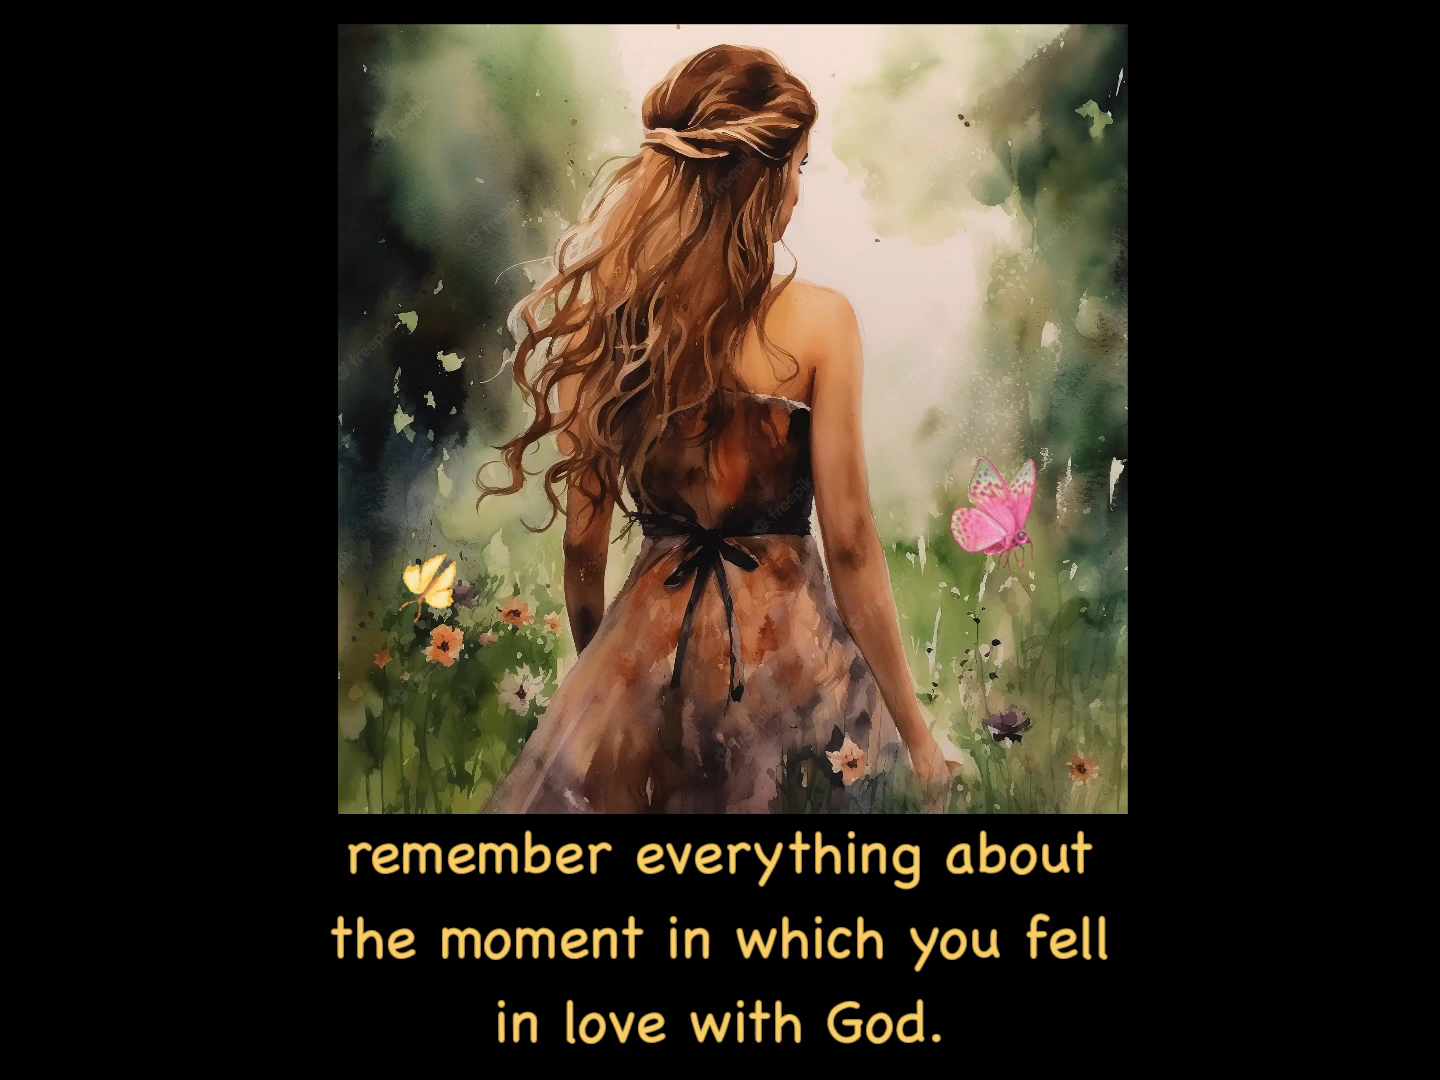 remember everything about
the moment in which you fell
in love with God.